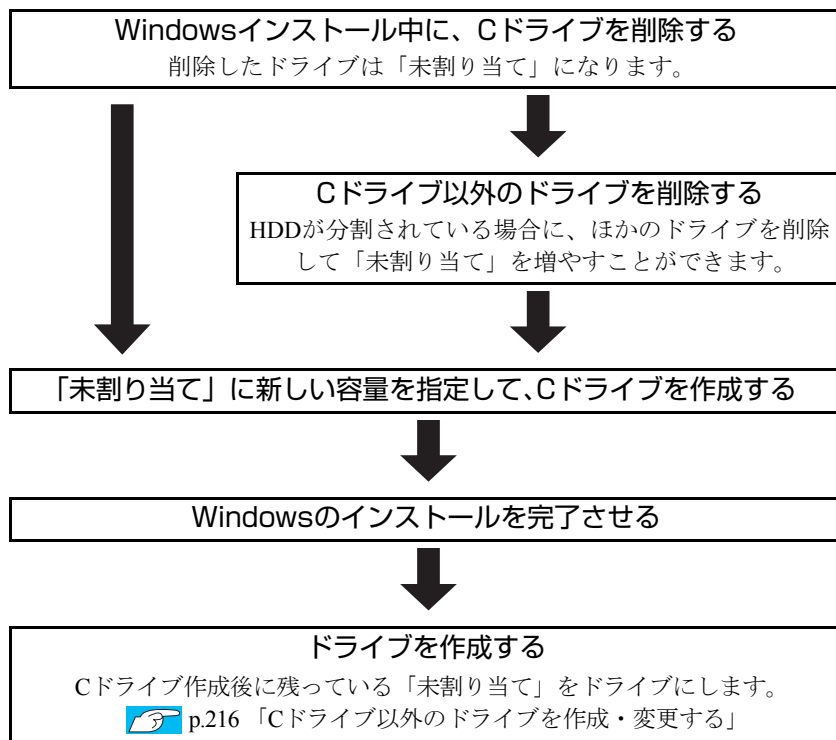 Windowsインストール中に、Cドライブを削除する
削除したドライブは「未割り当て」になります。
Cドライブ以外のドライブを削除する
HDDが分割されている場合に、ほかのドライブを削除
して「未割り当て」を増やすことができます。
「未割り当て」に新しい容量を指定して、Cドライブを作成する
Windowsのインストールを完了させる
ドライブを作成する
Cドライブ作成後に残っている「未割り当て」をドライブにします。
p.216 「Cドライブ以外のドライブを作成・変更する」